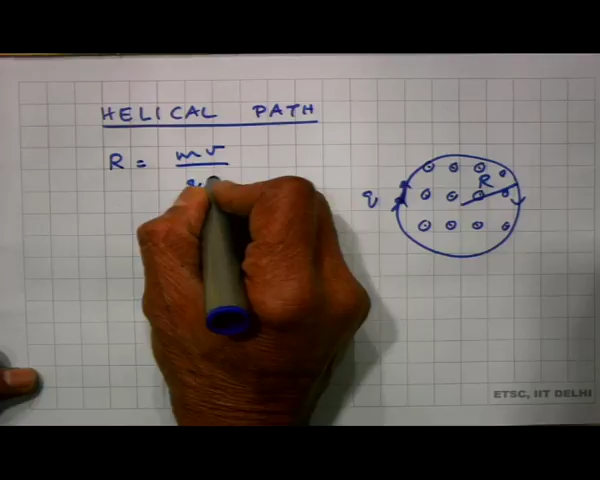 HELICAL PATH
R = mv
q
R
q
ETSC, IIT DELHI